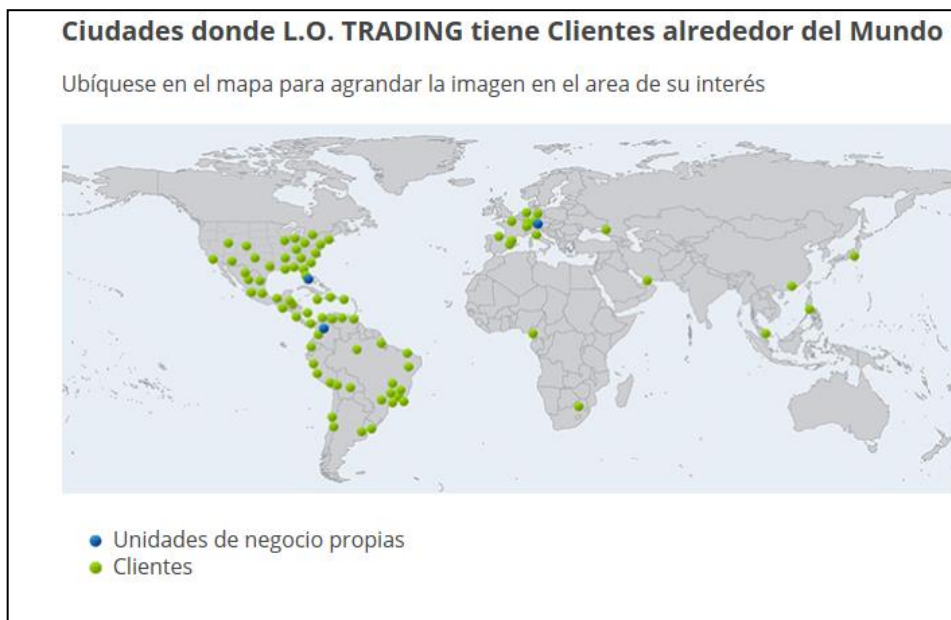 Ciudades donde L.O. TRADING tiene Clientes alrededor del Mundo
Ubíquese en el mapa para agrandar la imagen en el area de su interés
Unidades de negocio propias
Clientes